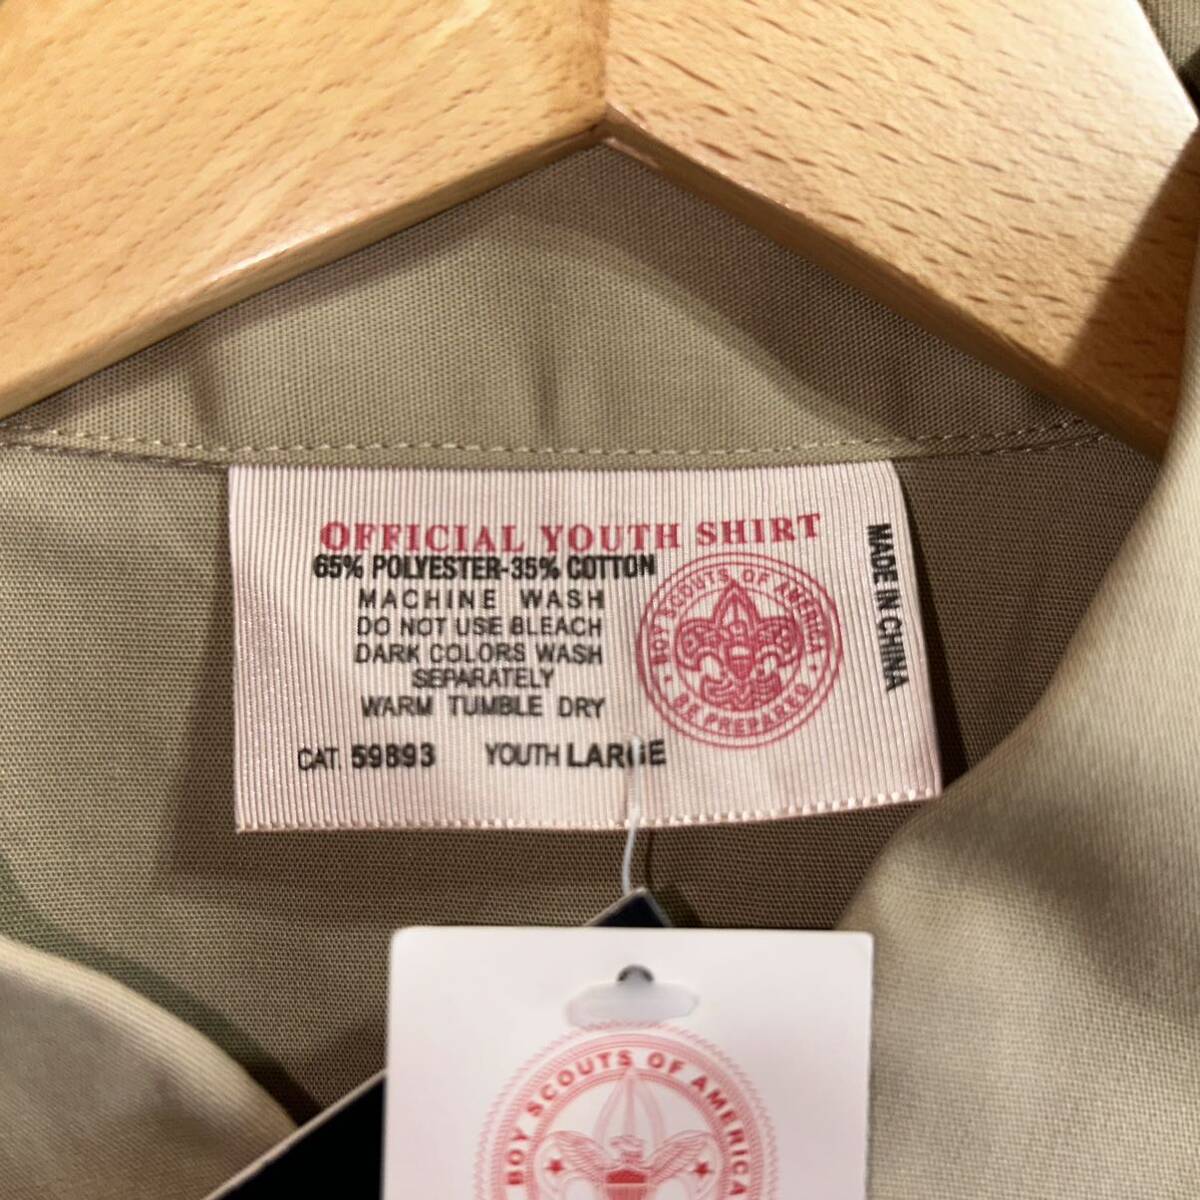 OFFICIAL YOUTH SHIRT
65% POLYESTER-35% COTTON
MACHINE WASH
DO NOT USE BLEACH
DARK COLORS WASH
SEPARATELY
WARM TUMBLE DRY
CAT. 59893 YOUTH LARGE
BOY SCOUTS OF AMERICA
BE PREPARED
MADE IN CHINA
BOY SCOUTS OF AMERICA